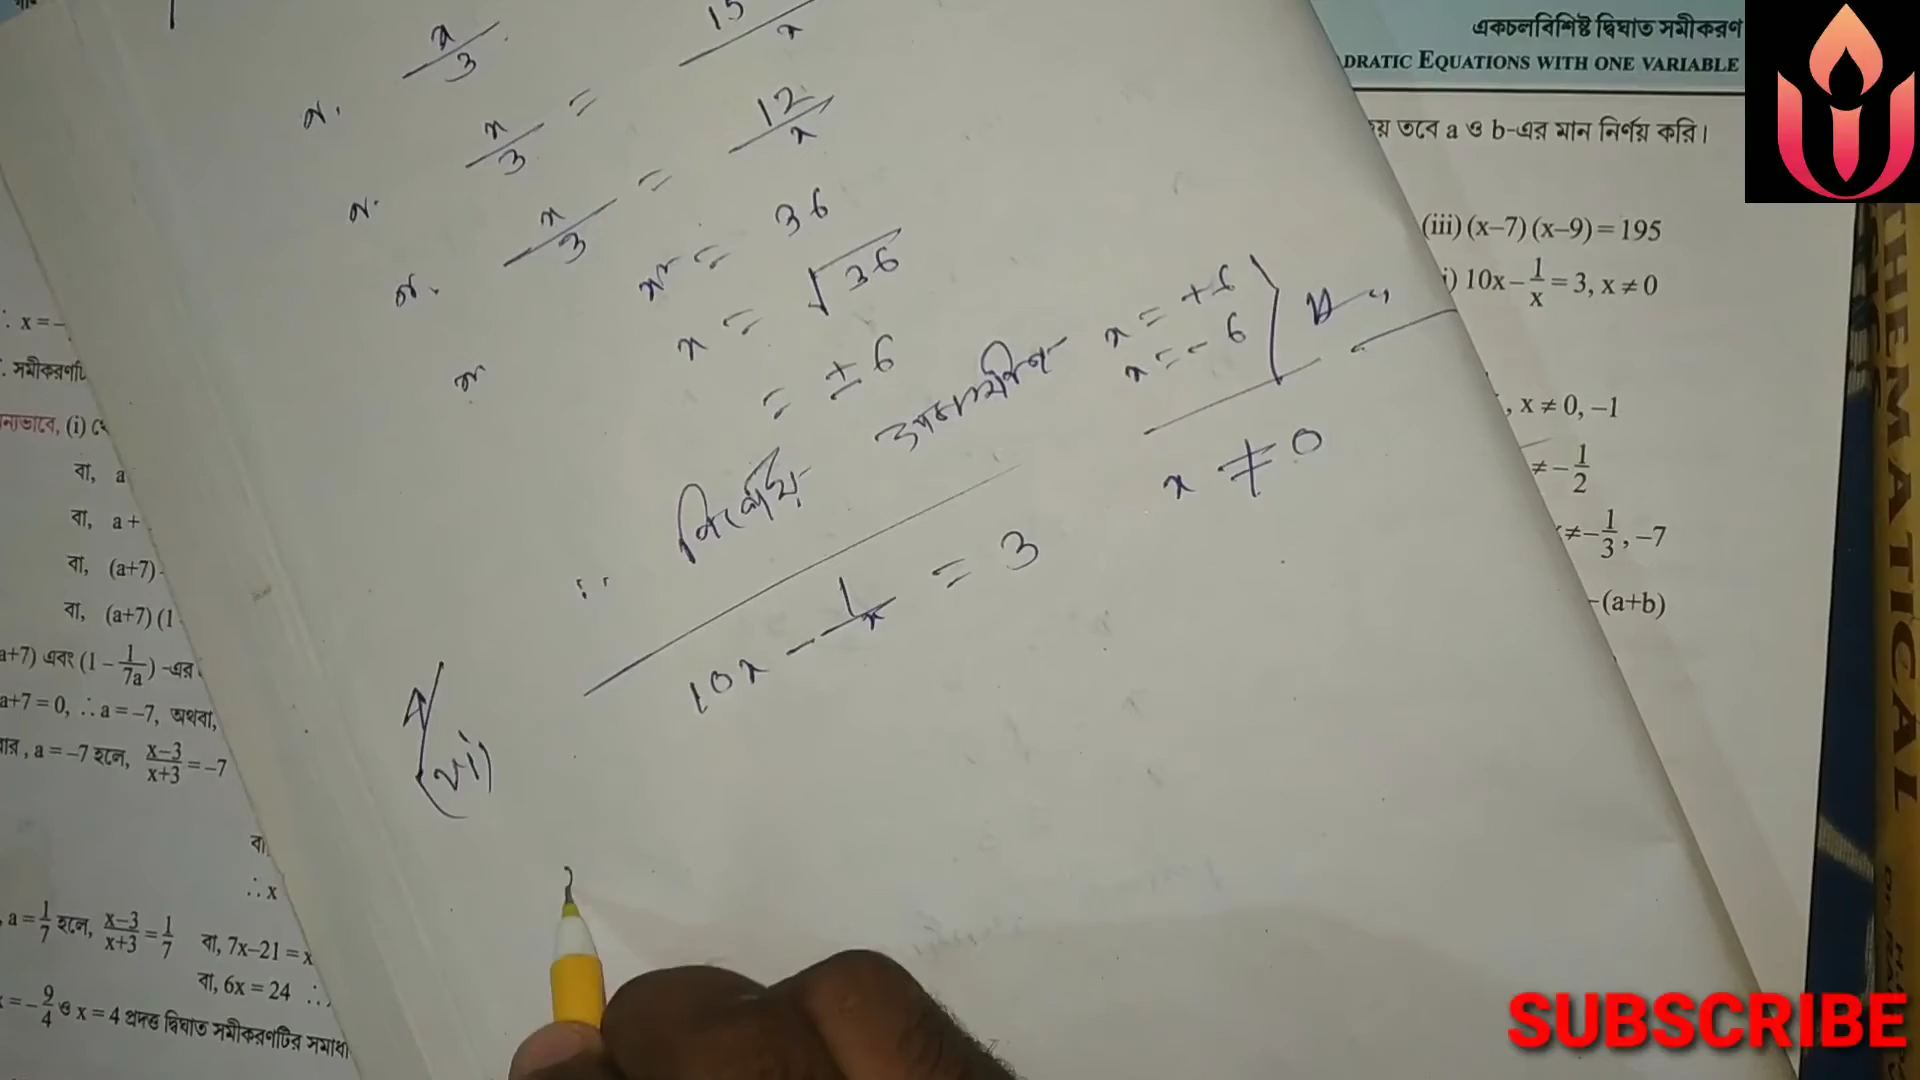 একচলবিশিষ্ট দ্বিঘাত সমীকরণ
DRATIC EQUATIONS WITH ONE VARIABLE
তবে a ও b-এর মান নির্ণয় করি।
(iii) (x–7) (x–9) = 195
i) 10x – 1/x = 3, x ≠ 0
, x ≠ 0, –1
≠ – 1/2
≠ – 1/3, –7
–(a+b)
x/3
x/3 = 12/x
x/3 =
x² = 36
x = √36
= ± 6
∴ নির্ণেয় x = +6
x = – 6
(vi) 10x – 1/x = 3 x ≠ 0
∴ x = –
সমীকরণটি
(i)
বা, a
বা, a +
বা, (a+7)
বা, (a+7) (1
a+7) এবং (1 – 1/7a) -এর
a+7 = 0, ∴ a = –7, অথবা,
, a = –7 হলে, x–3/x+3 = –7
বা
∴ x
, a = 1/7 হলে, x–3/x+3 = 1/7 বা, 7x–21 = x
বা, 6x = 24 ∴
= – 9/4 ও x = 4 প্রদত্ত দ্বিঘাত সমীকরণটির সমাধা
THEMATICAL
SUBSCRIBE